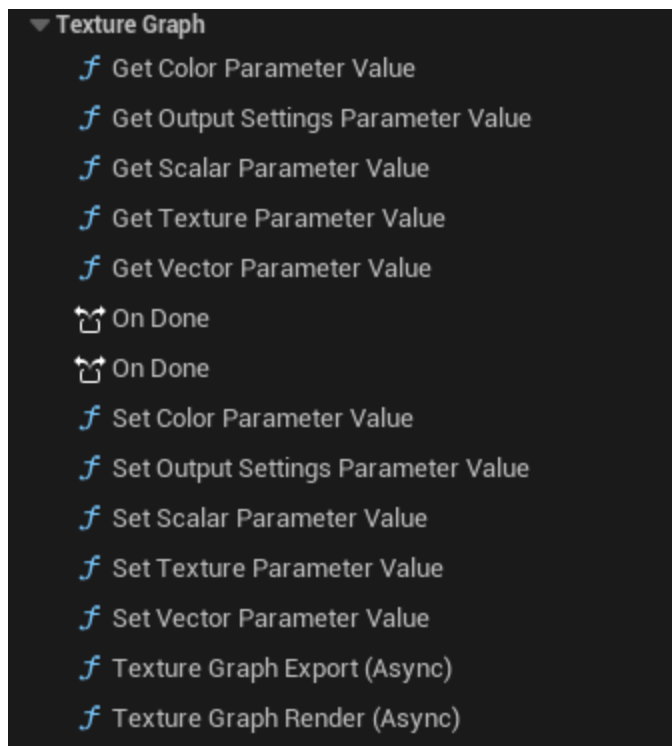 Texture Graph
Get Color Parameter Value
Get Output Settings Parameter Value
Get Scalar Parameter Value
Get Texture Parameter Value
Get Vector Parameter Value
On Done
On Done
Set Color Parameter Value
Set Output Settings Parameter Value
Set Scalar Parameter Value
Set Texture Parameter Value
Set Vector Parameter Value
Texture Graph Export (Async)
Texture Graph Render (Async)